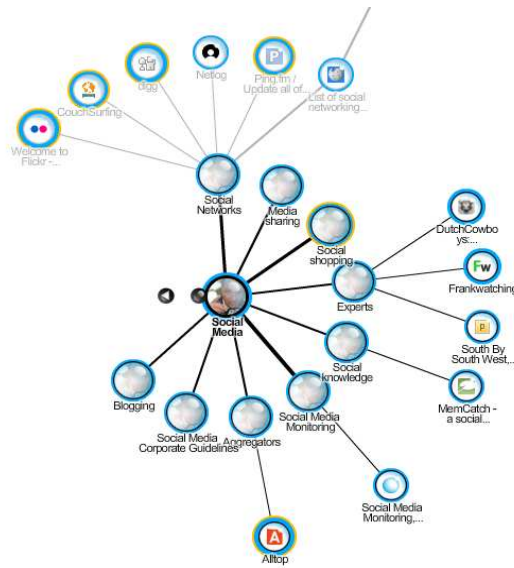 Netlog
digg
Ping.fm /
Update all of...
CouchSurfing
List of social
networking...
Welcome to
Flickr -...
Social
Networks
Media
sharing
Social
shopping
DutchCowbo
ys:...
Fw
Frankwatching
Experts
Social
Media
P
South By
South West,...
Social
knowledge
MemCatch -
a social...
Blogging
Social Media
Corporate Guidelines
Aggregators
Social Media
Monitoring
Social Media
Monitoring,...
A
Alltop